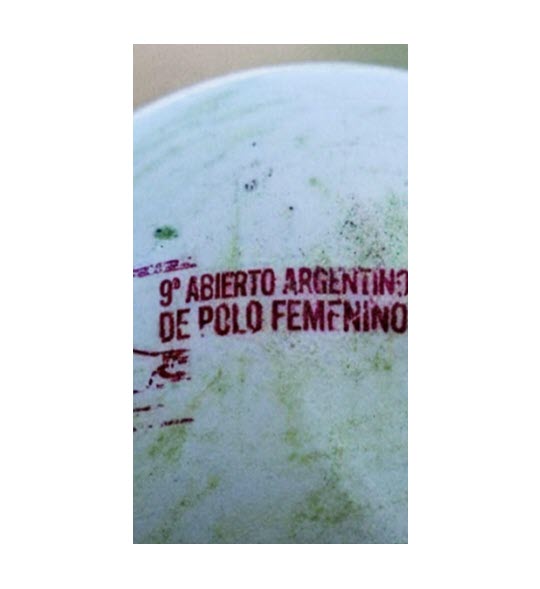 9º ABIERTO ARGENTINO
DE POLO FEMENINO